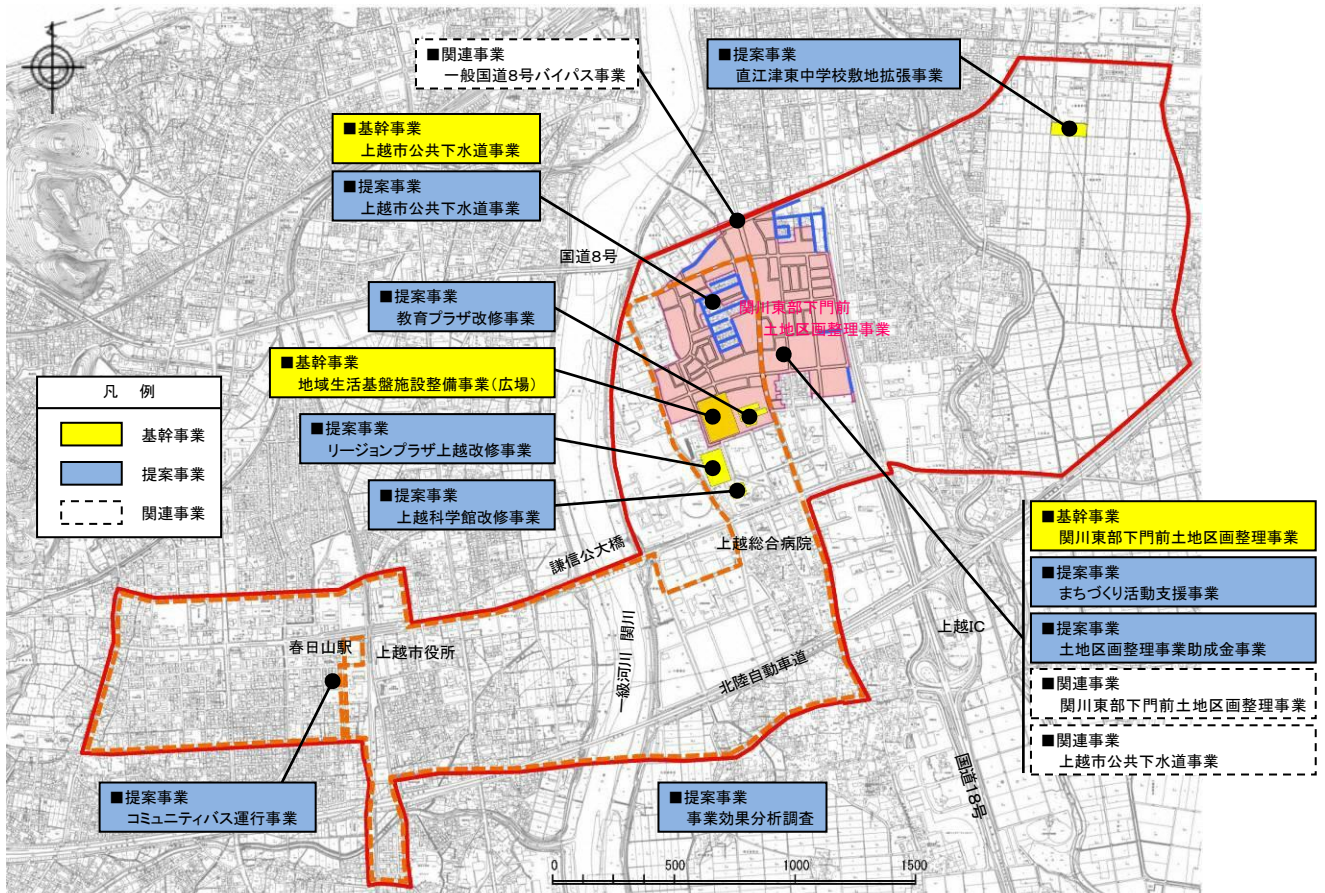 ■関連事業
一般国道8号バイパス事業
■提案事業
直江津東中学校敷地拡張事業
■基幹事業
上越市公共下水道事業
■提案事業
上越市公共下水道事業
国道8号
■提案事業
教育プラザ改修事業
関川東部下門前
土地区画整理事業
■基幹事業
地域生活基盤施設整備事業(広場)
凡 例
基幹事業
提案事業
関連事業
■提案事業
リージョンプラザ上越改修事業
■提案事業
上越科学館改修事業
謙信公大橋
上越総合病院
■基幹事業
関川東部下門前土地区画整理事業
■提案事業
まちづくり活動支援事業
■提案事業
土地区画整理事業助成金事業
■関連事業
関川東部下門前土地区画整理事業
■関連事業
上越市公共下水道事業
春日山駅
上越市役所
一級河川 関川
北陸自動車道
上越IC
国道18号
■提案事業
コミュニティバス運行事業
■提案事業
事業効果分析調査
0 500 1000 1500